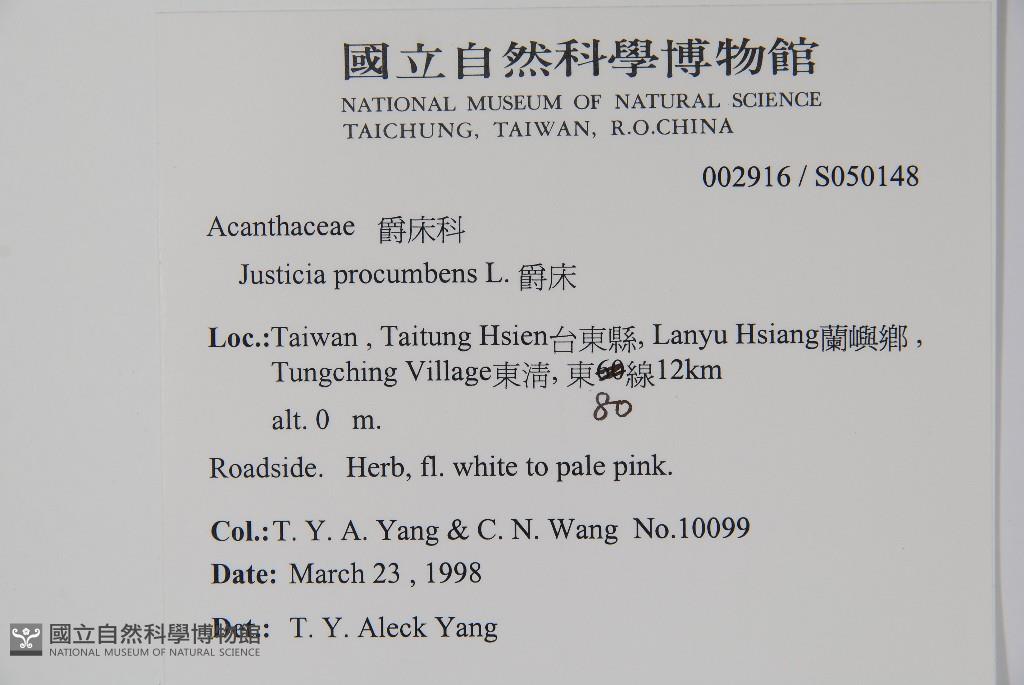 國立自然科學博物館
NATIONAL MUSEUM OF NATURAL SCIENCE
TAICHUNG, TAIWAN, R.O.CHINA
002916 / S050148
Acanthaceae 爵床科
Justicia procumbens L. 爵床
Loc.:Taiwan , Taitung Hsien台東縣, Lanyu Hsiang蘭嶼鄉 ,
Tungching Village東清, 東60線12km
80
alt. 0 m.
Roadside. Herb, fl. white to pale pink.
Col.:T. Y. A. Yang & C. N. Wang No.10099
Date: March 23 , 1998
Det.: T. Y. Aleck Yang
國立自然科學博物館
NATIONAL MUSEUM OF NATURAL SCIENCE